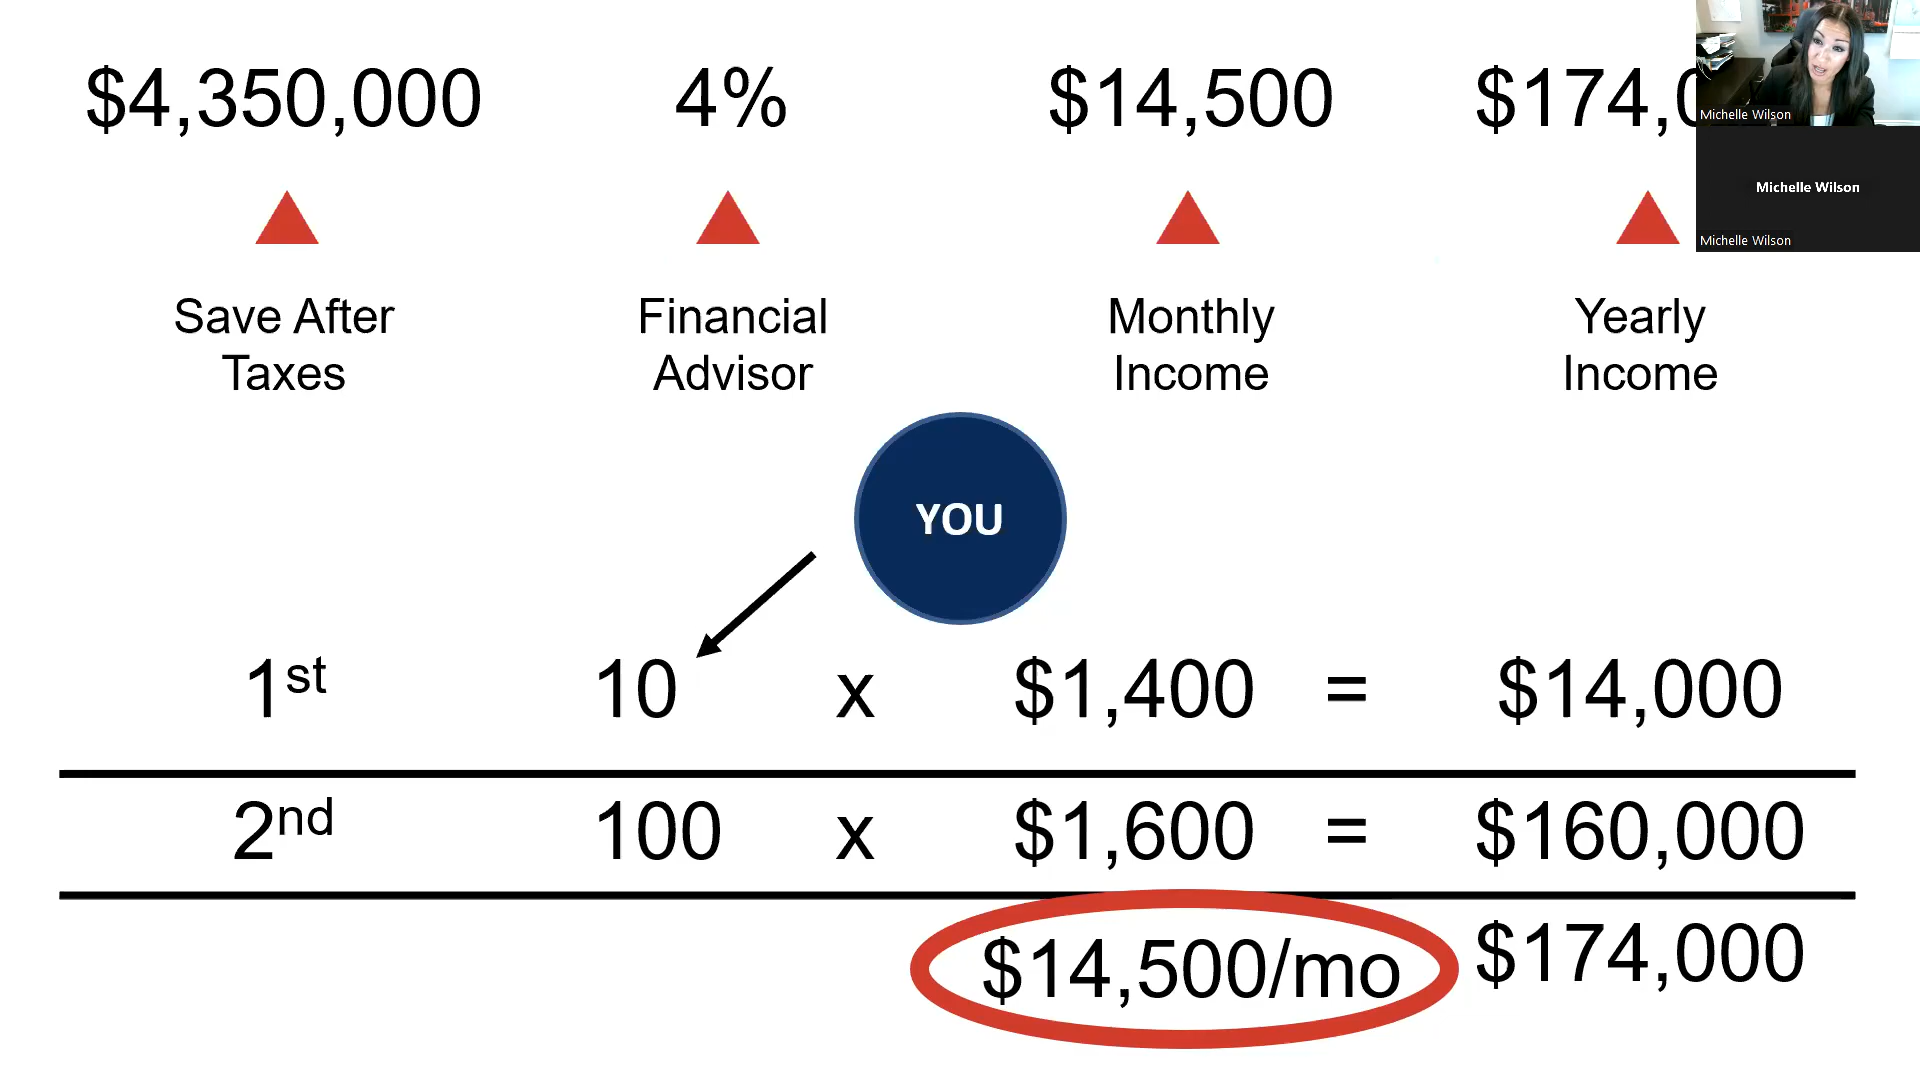 $4,350,000 4% $14,500 $174,0
Michelle Wilson
Michelle Wilson
Michelle Wilson
Save After Taxes
Financial Advisor
Monthly Income
Yearly Income
YOU
1st 10 x $1,400 = $14,000
2nd 100 x $1,600 = $160,000
$14,500/mo $174,000